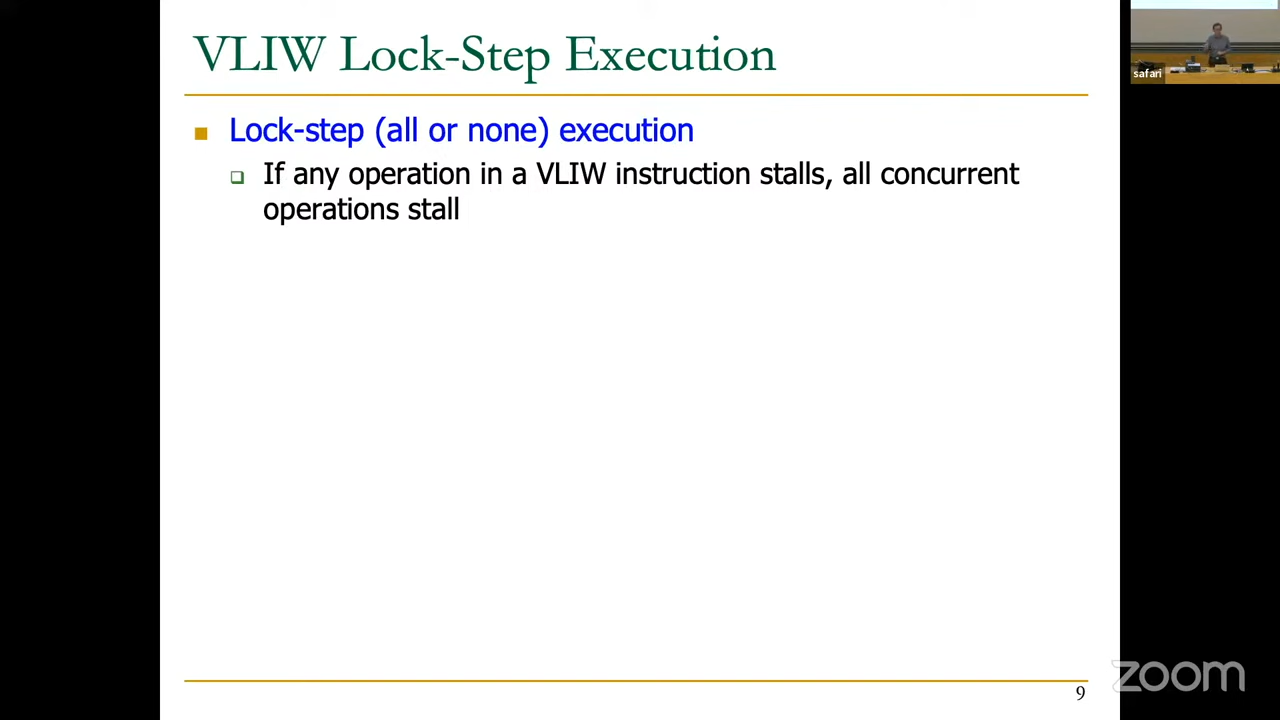 VLIW Lock-Step Execution
safari
Lock-step (all or none) execution
If any operation in a VLIW instruction stalls, all concurrent
operations stall
zoom
9